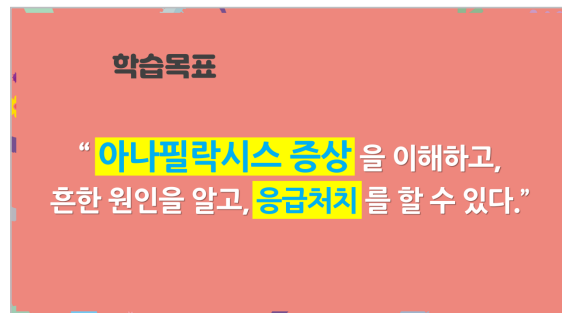 학습목표
“ 아나필락시스 증상 을 이해하고,
흔한 원인을 알고, 응급처치 를 할 수 있다.”